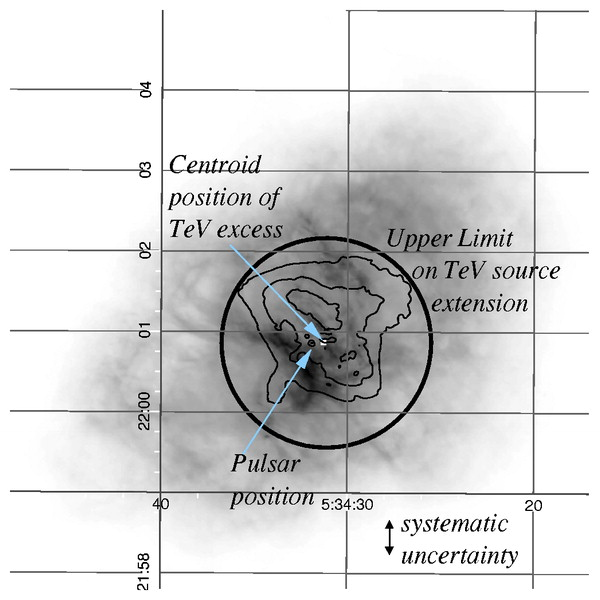 04
03
Centroid
position of
TeV excess
02
Upper Limit
on TeV source
extension
01
22:00
Pulsar
position
40
5:34:30
20
systematic
uncertainty
21:58